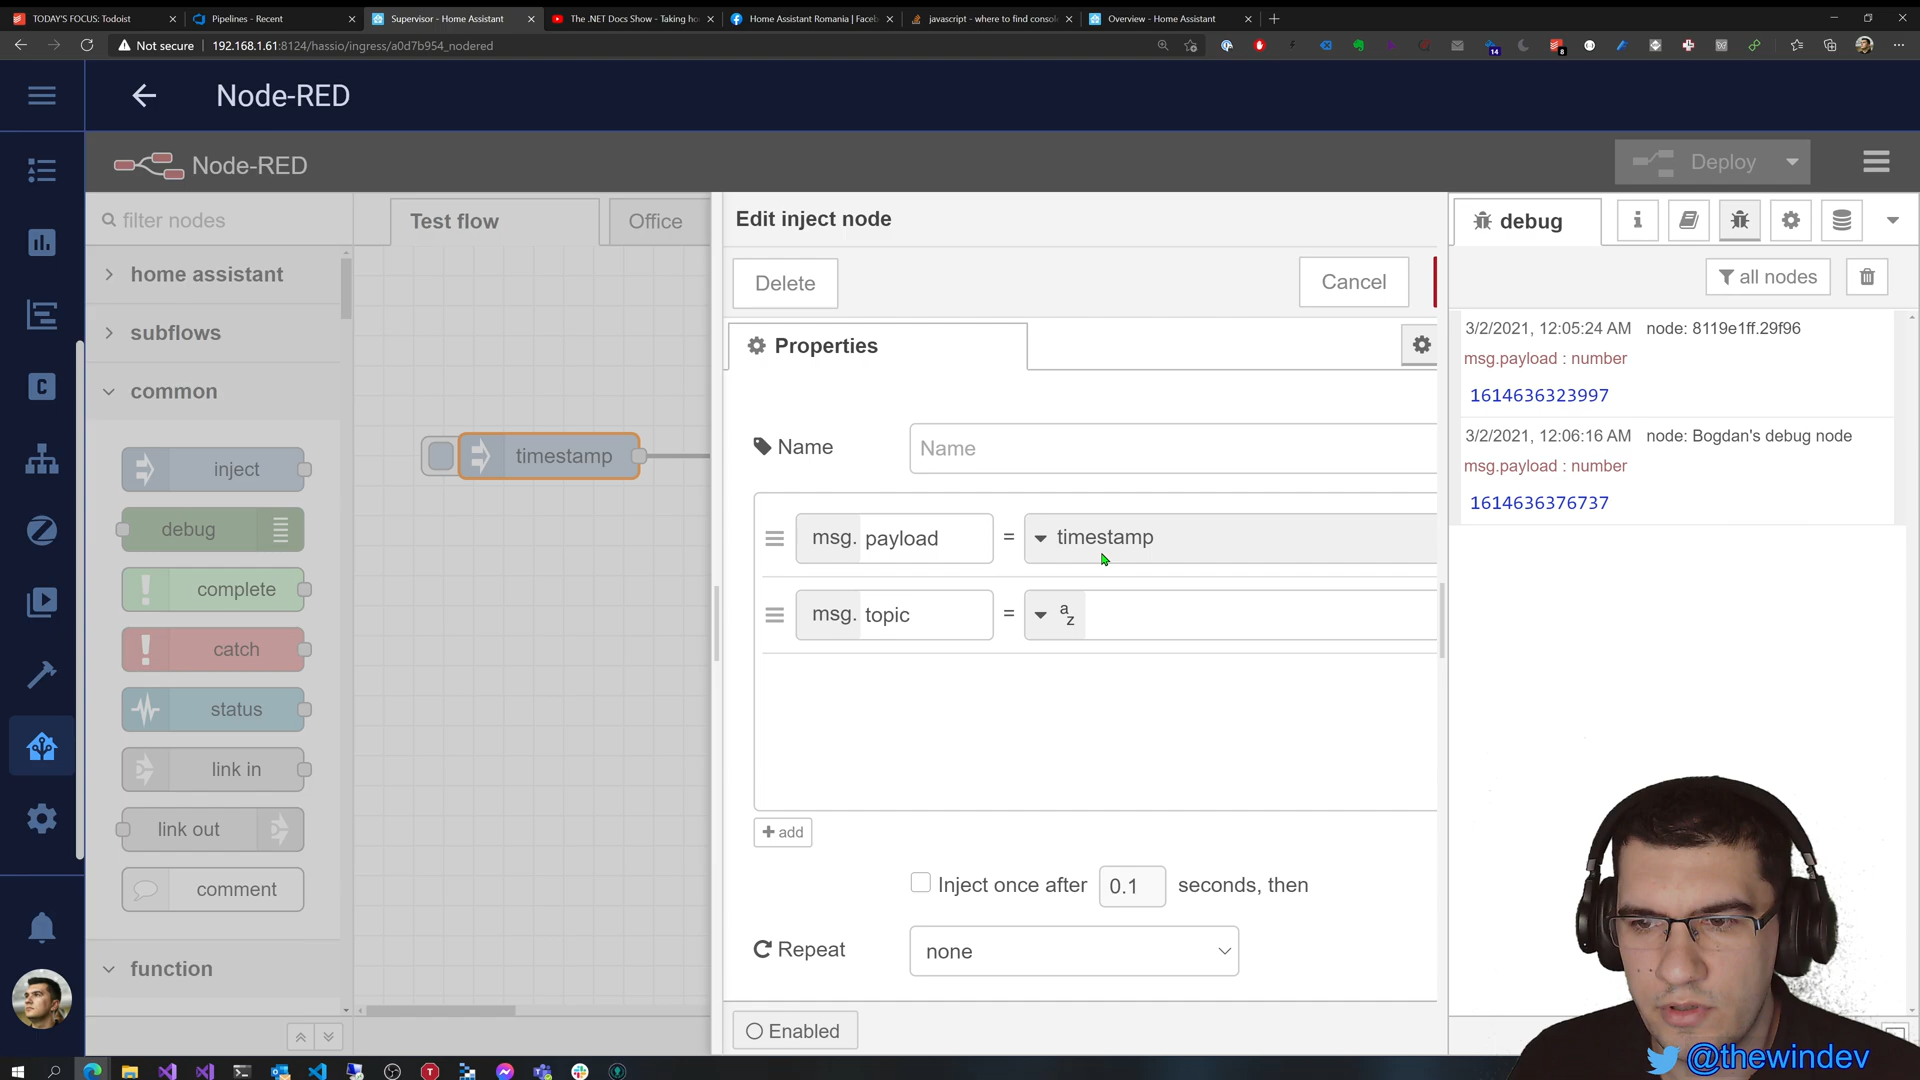 TODAY'S FOCUS: Todoist
Pipelines - Recent
Supervisor - Home Assistant
The .NET Docs Show - Taking ho
Home Assistant Romania | Faceb
javascript - where to find consol
Overview - Home Assistant
Not secure
192.168.1.61:8124/hassio/ingress/a0d7b954_nodered
14
8
Node-RED
Node-RED
Deploy
filter nodes
Test flow
Office
Edit inject node
debug
Delete
Cancel
all nodes
home assistant
subflows
common
inject
debug
complete
catch
status
link in
link out
comment
function
timestamp
Properties
Name
Name
msg. payload = timestamp
msg. topic = a z
add
Inject once after 0.1 seconds, then
Repeat none
Enabled
3/2/2021, 12:05:24 AM node: 8119e1ff.29f96
msg.payload : number
1614636323997
3/2/2021, 12:06:16 AM node: Bogdan's debug node
msg.payload : number
1614636376737
@thewindev